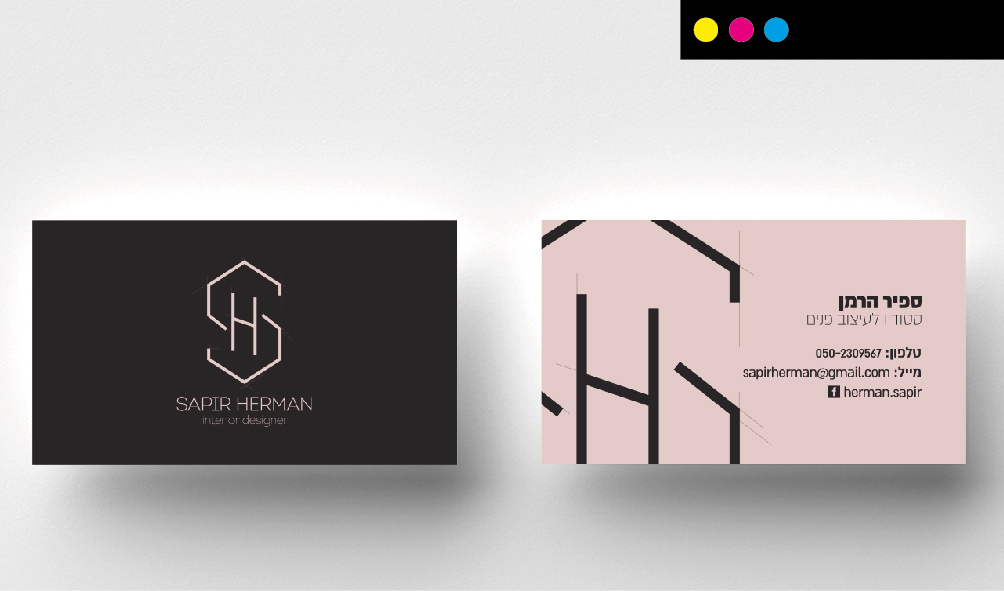 SAPIR HERMAN
interior designer
ספיר הרמן
סטודיו לעיצוב פנים
טלפון: 050-2309567
מייל: sapirherman@gmail.com
herman.sapir